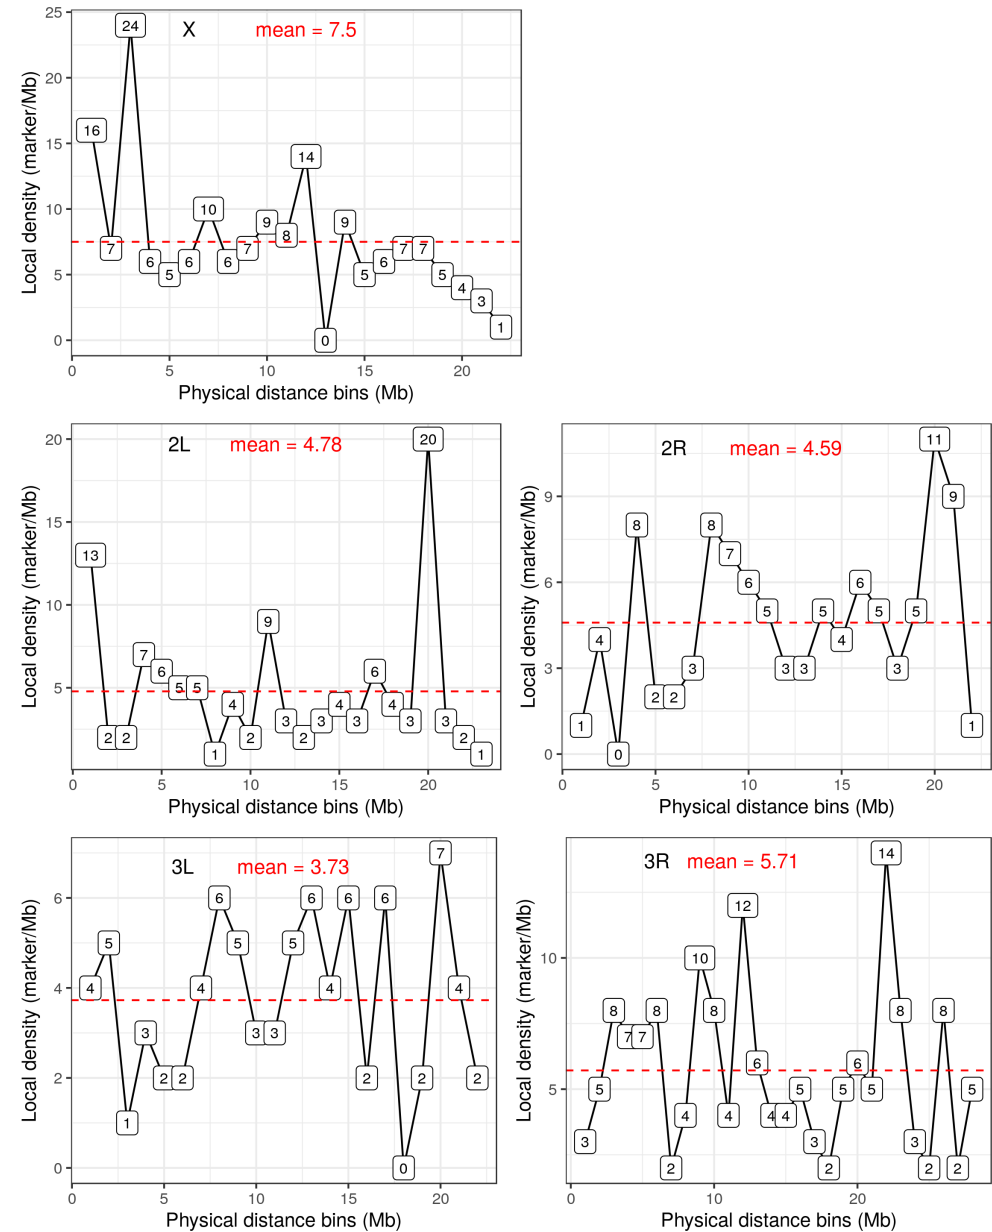 X mean = 7.5
Local density (marker/Mb)
25
20
15
10
5
0
16 7 24 6 5 6 10 6 7 9 8 14 0 9 5 6 7 7 5 4 3 1
0 5 10 15 20
Physical distance bins (Mb)
2L mean = 4.78
Local density (marker/Mb)
20
15
10
5
13 2 2 7 6 5 5 1 4 2 9 3 2 3 4 3 6 4 3 20 3 2 1
0 5 10 15 20
Physical distance bins (Mb)
2R mean = 4.59
Local density (marker/Mb)
9
6
3
0
1 4 0 8 2 2 3 8 7 6 5 3 3 5 4 6 5 3 5 11 9 1
0 5 10 15 20
Physical distance bins (Mb)
3L mean = 3.73
Local density (marker/Mb)
6
4
2
0
4 5 1 3 2 2 4 6 5 3 3 5 6 4 6 2 6 0 2 7 4 2
0 5 10 15 20
Physical distance bins (Mb)
3R mean = 5.71
Local density (marker/Mb)
10
5
3 5 8 7 7 8 2 4 10 8 4 12 6 4 4 5 3 2 5 6 5 14 8 3 2 8 2 5
0 10 20
Physical distance bins (Mb)